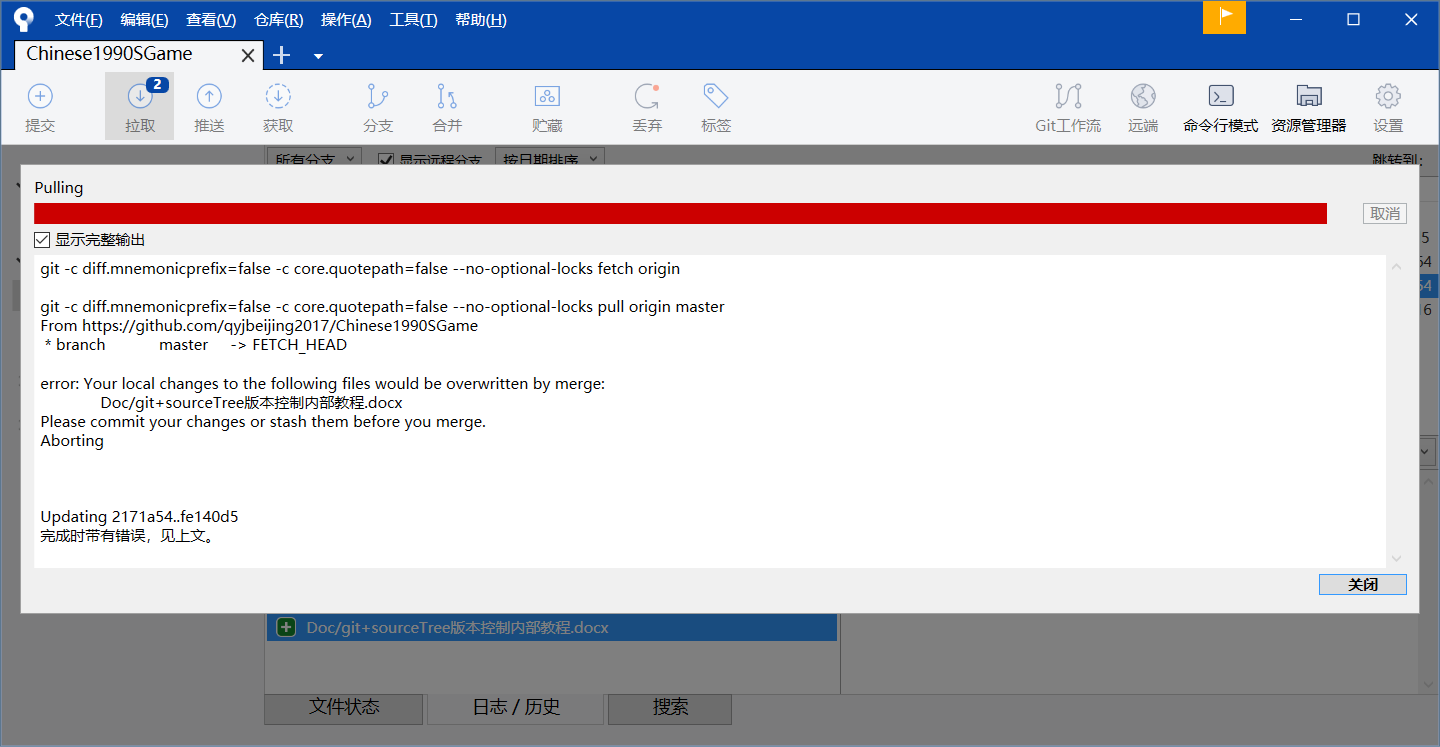 文件(F) 编辑(E) 查看(V) 仓库(R) 操作(A) 工具(T) 帮助(H)
Chinese1990SGame
2
提交 拉取 推送 获取 分支 合并 贮藏 丢弃 标签 Git工作流 远端 命令行模式 资源管理器 设置
所有分支 显示远程分支 按日期排序 跳转到:
Pulling
取消
显示完整输出
git -c diff.mnemonicprefix=false -c core.quotepath=false --no-optional-locks fetch origin
git -c diff.mnemonicprefix=false -c core.quotepath=false --no-optional-locks pull origin master
From https://github.com/qyjbeijing2017/Chinese1990SGame
* branch master -> FETCH_HEAD
error: Your local changes to the following files would be overwritten by merge:
Doc/git+sourceTree版本控制内部教程.docx
Please commit your changes or stash them before you merge.
Aborting
Updating 2171a54..fe140d5
完成时带有错误，见上文。
关闭
Doc/git+sourceTree版本控制内部教程.docx
文件状态 日志 / 历史 搜索